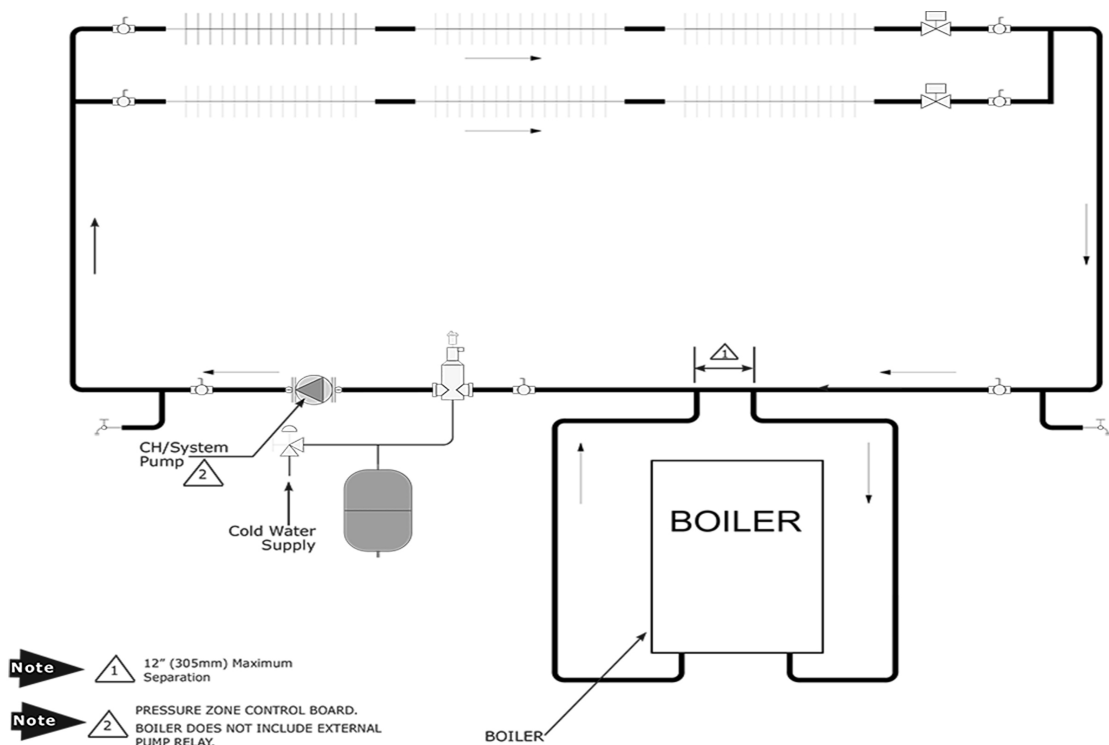 1
CH/System
Pump
2
Cold Water
Supply
BOILER
Note
1
12" (305mm) Maximum
Separation
Note
2
PRESSURE ZONE CONTROL BOARD.
BOILER DOES NOT INCLUDE EXTERNAL
PUMP RELAY.
BOILER